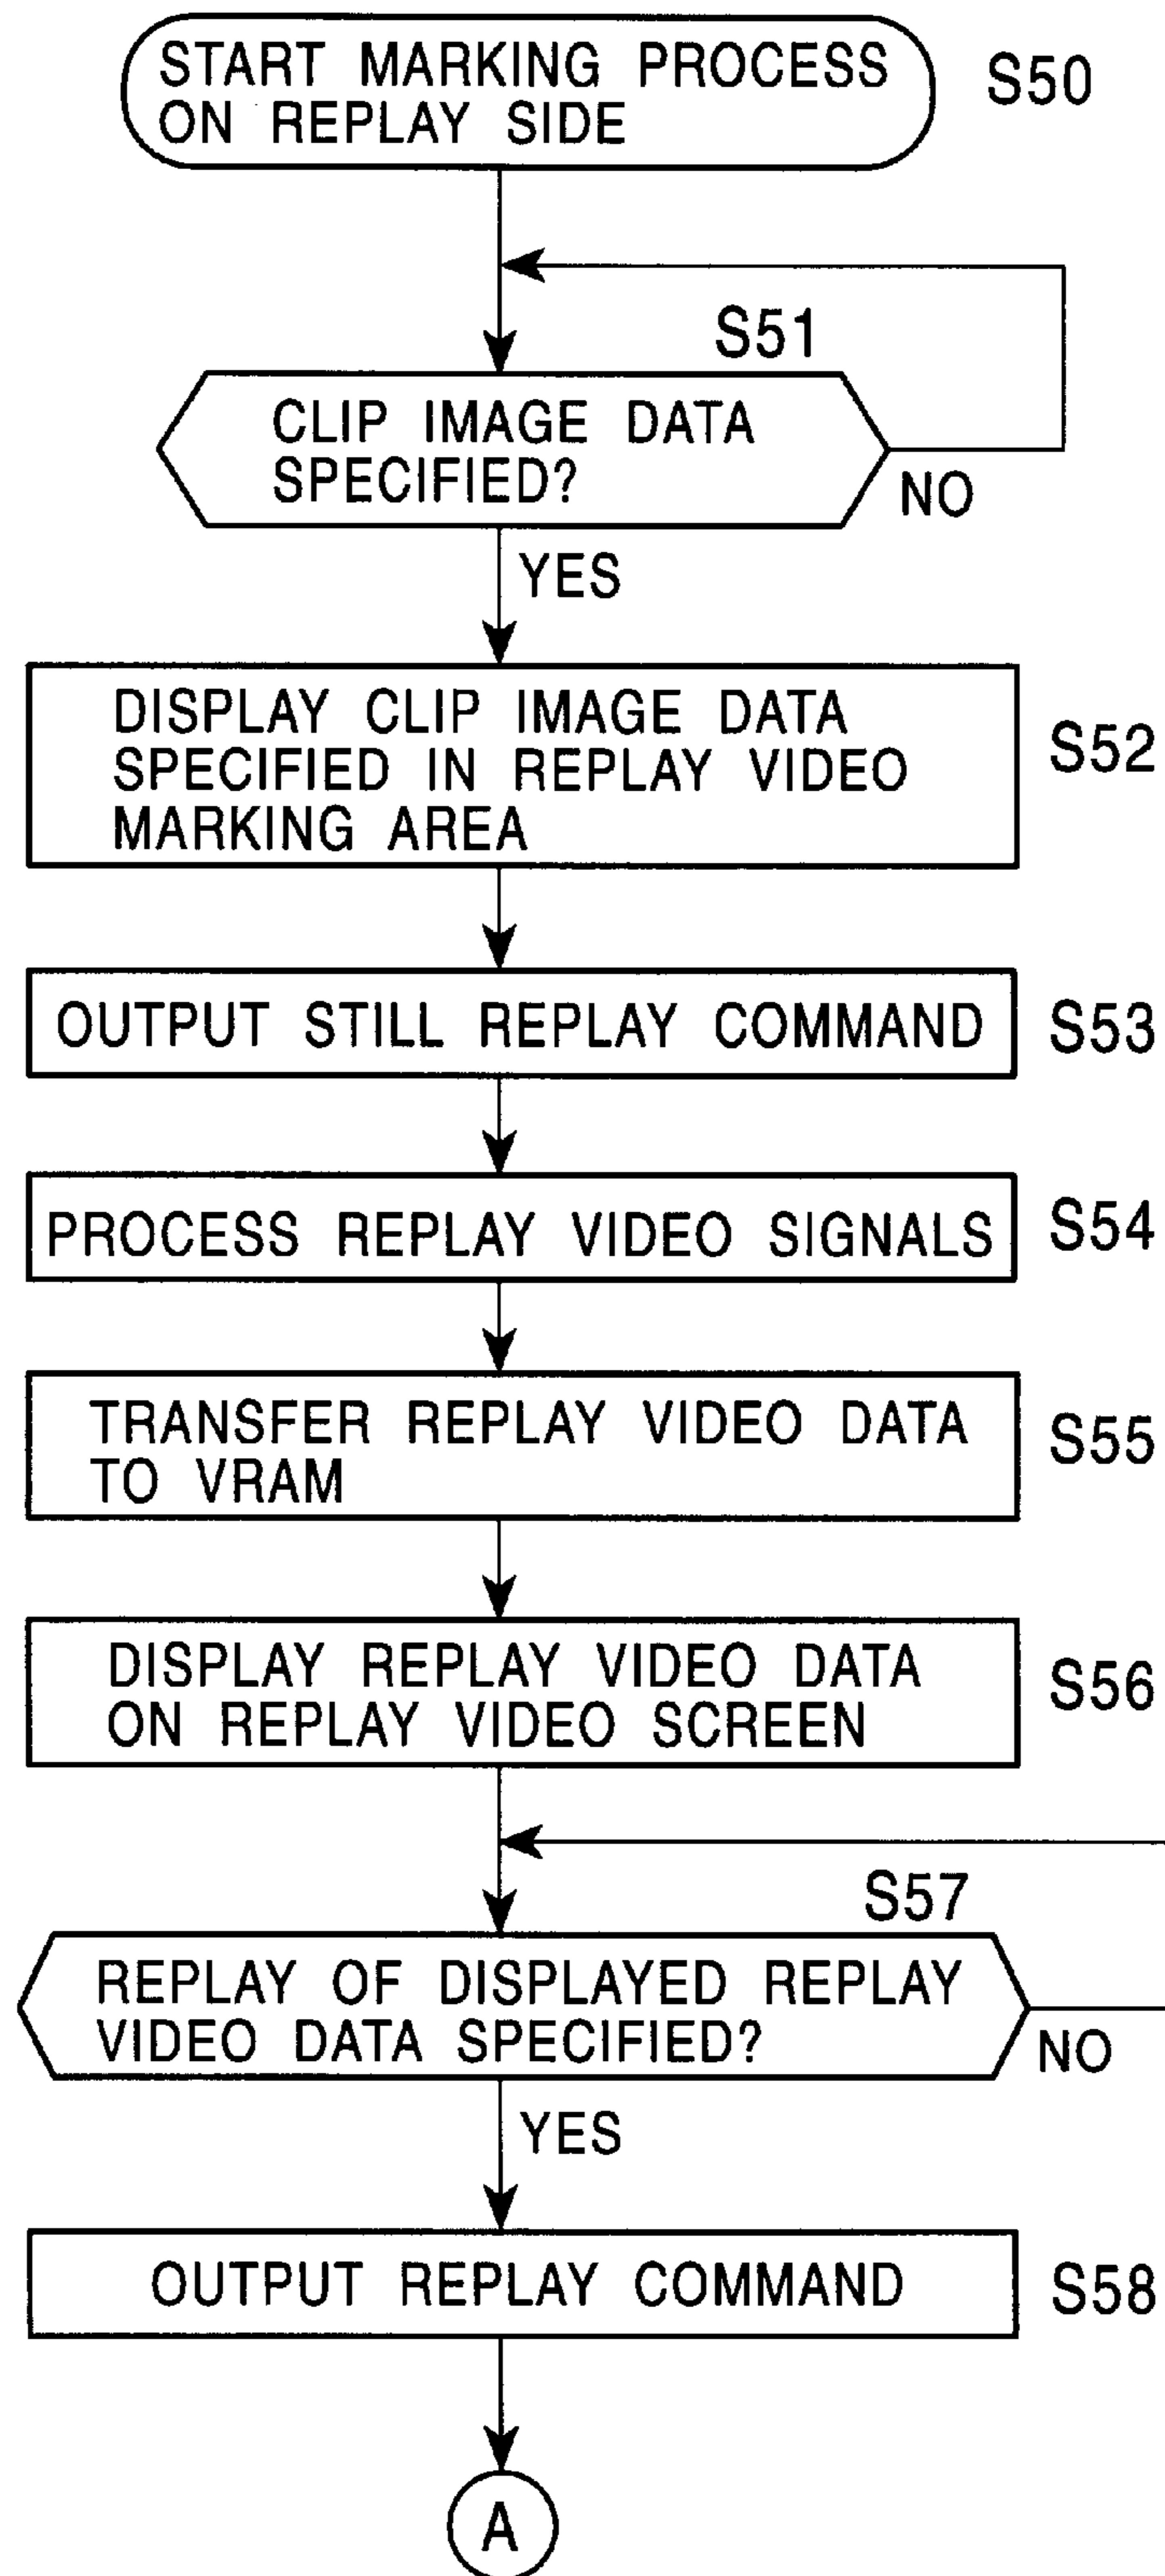 START MARKING PROCESS
ON REPLAY SIDE
S50
S51
CLIP IMAGE DATA
SPECIFIED?
NO
YES
DISPLAY CLIP IMAGE DATA
SPECIFIED IN REPLAY VIDEO
MARKING AREA
S52
OUTPUT STILL REPLAY COMMAND
S53
PROCESS REPLAY VIDEO SIGNALS
S54
TRANSFER REPLAY VIDEO DATA
TO VRAM
S55
DISPLAY REPLAY VIDEO DATA
ON REPLAY VIDEO SCREEN
S56
S57
REPLAY OF DISPLAYED REPLAY
VIDEO DATA SPECIFIED?
NO
YES
OUTPUT REPLAY COMMAND
S58
A